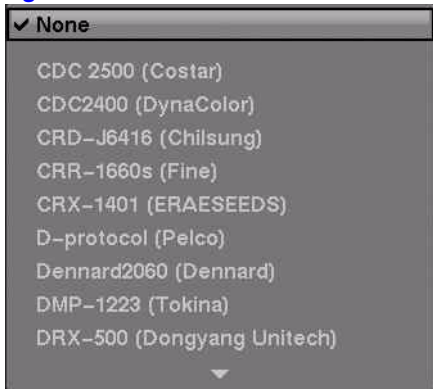 None
CDC 2500 (Costar)
CDC2400 (DynaColor)
CRD-J6416 (Chilsung)
CRR-1660s (Fine)
CRX-1401 (ERAESEEDS)
D-protocol (Pelco)
Dennard2060 (Dennard)
DMP-1223 (Tokina)
DRX-500 (Dongyang Unitech)